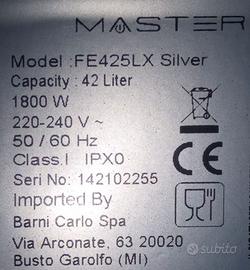 MASTER
Model :FE425LX Silver
Capacity : 42 Liter
1800 W
220-240 V ~
50 / 60 Hz
Class.I IPX0
Seri No: 142102255
Imported By
Barni Carlo Spa
Via Arconate, 63 20020
Busto Garolfo (MI)
CE
subito